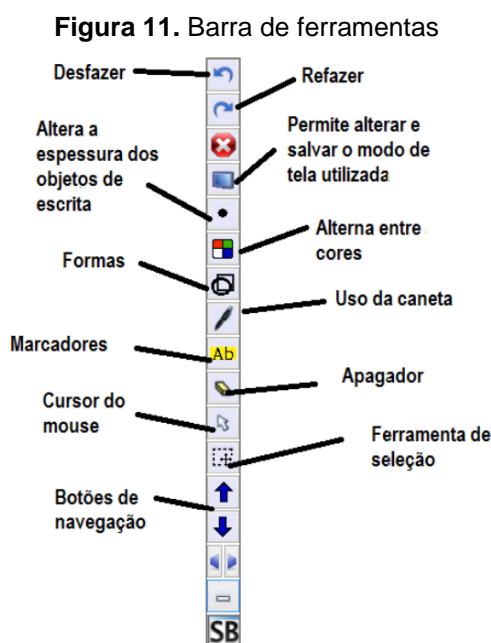 Figura 11. Barra de ferramentas
Desfazer
Refazer
Altera a
espessura dos
objetos de
escrita
Permite alterar e
salvar o modo de
tela utilizada
Alterna entre
cores
Formas
Uso da caneta
Marcadores
Ab
Apagador
Cursor do
mouse
Ferramenta de
seleção
Botões de
navegação
SB